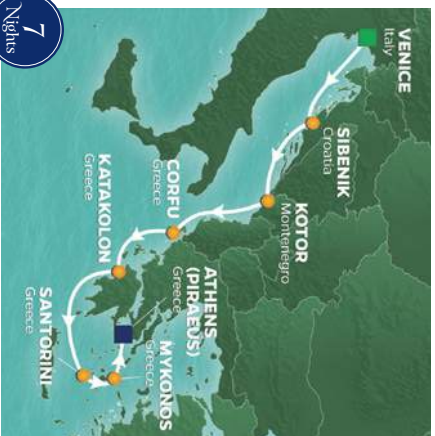 7
Nights
VENICE
Italy
SIBENIK
Croatia
KOTOR
Montenegro
CORFU
Greece
KATAKOLON
Greece
ATHENS
(PIRAEUS)
Greece
MYKONOS
Greece
SANTORINI
Greece